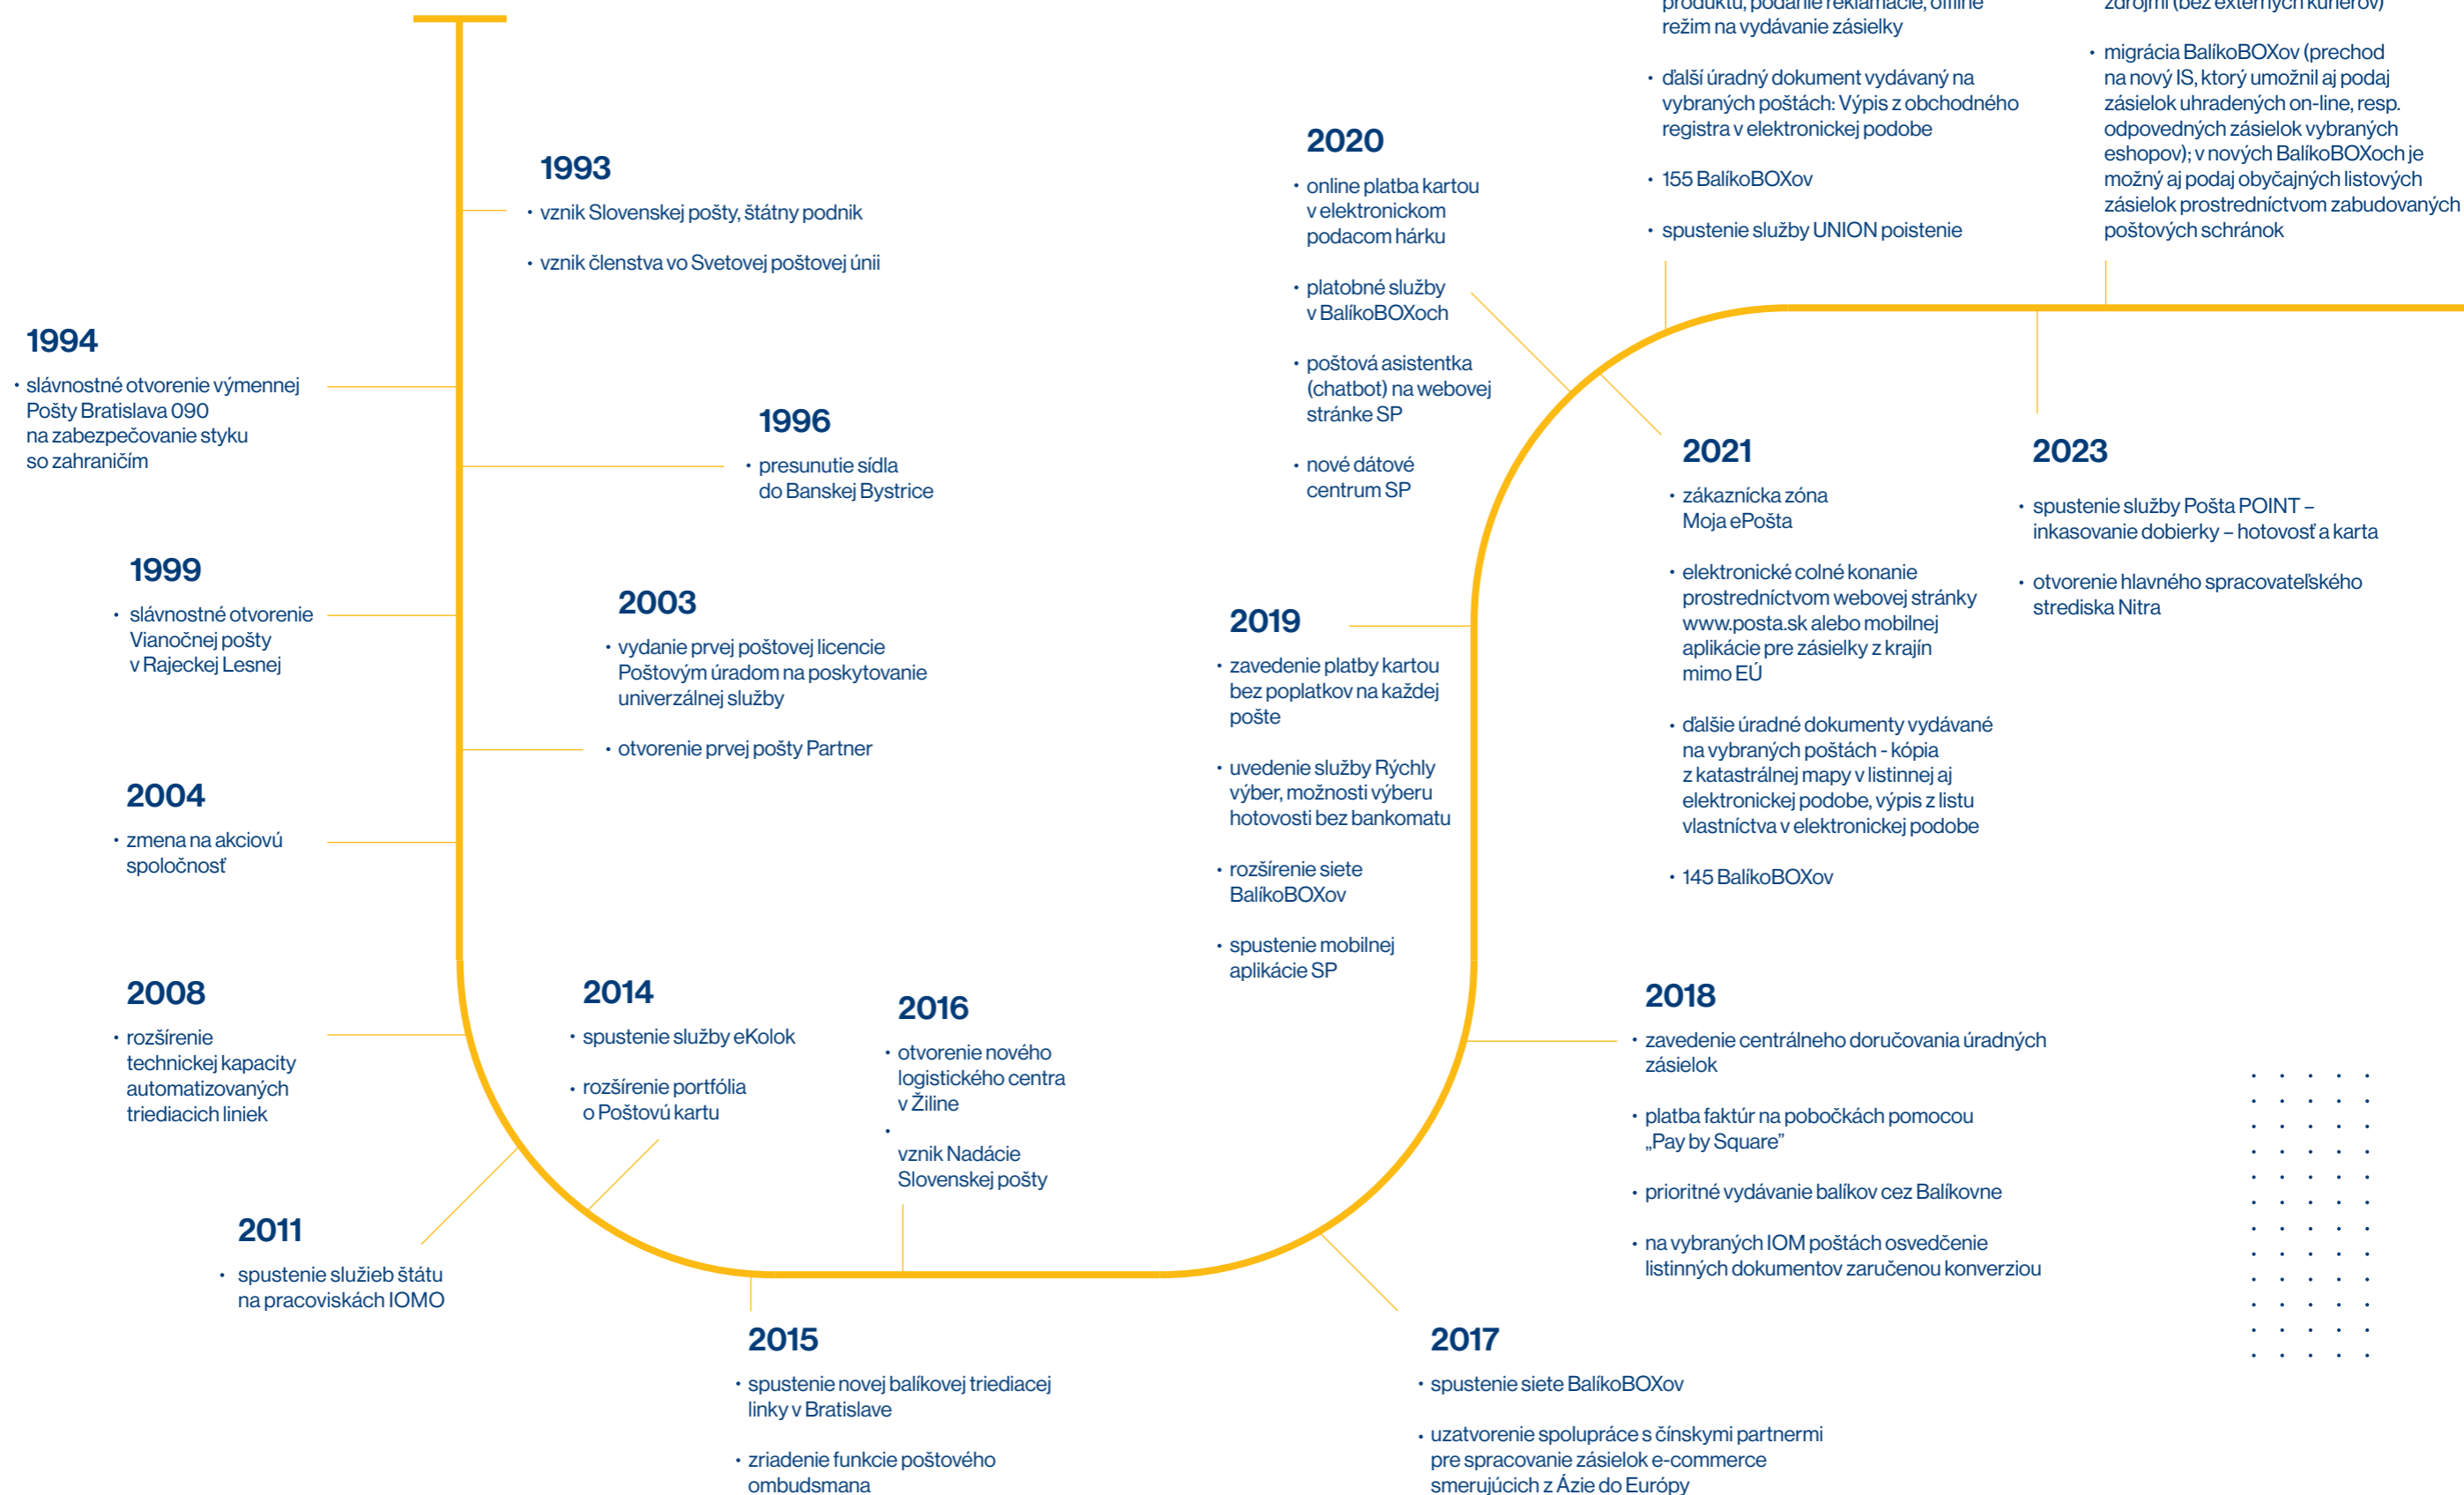 1993
• vznik Slovenskej pošty, štátny podnik
• vznik členstva vo Svetovej poštovej únii
1994
• slávnostné otvorenie výmennej
Pošty Bratislava 090
na zabezpečovanie styku
so zahraničím
1996
• presunutie sídla
do Banskej Bystrice
1999
• slávnostné otvorenie
Vianočnej pošty
v Rajeckej Lesnej
2003
• vydanie prvej poštovej licencie
Poštovým úradom na poskytovanie
univerzálnej služby
• otvorenie prvej pošty Partner
2004
• zmena na akciovú
spoločnosť
2008
• rozšírenie
technickej kapacity
automatizovaných
triediacich liniek
2011
• spustenie služieb štátu
na pracoviskách IOMO
2014
• spustenie služby eKolok
• rozšírenie portfólia
o Poštovú kartu
2015
• spustenie novej balíkovej triediacej
linky v Bratislave
• zriadenie funkcie poštového
ombudsmana
2016
• otvorenie nového
logistického centra
v Žiline
•
vznik Nadácie
Slovenskej pošty
2017
• spustenie siete BalíkoBOXov
• uzatvorenie spolupráce s čínskymi partnermi
pre spracovanie zásielok e-commerce
smerujúcich z Ázie do Európy
2018
• zavedenie centrálneho doručovania úradných
zásielok
• platba faktúr na pobočkách pomocou
„Pay by Square”
• prioritné vydávanie balíkov cez Balíkovne
• na vybraných IOM poštách osvedčenie
listinných dokumentov zaručenou konverziou
2019
• zavedenie platby kartou
bez poplatkov na každej
pošte
• uvedenie služby Rýchly
výber, možnosti výberu
hotovosti bez bankomatu
• rozšírenie siete
BalíkoBOXov
• spustenie mobilnej
aplikácie SP
2020
• online platba kartou
v elektronickom
podacom hárku
• platobné služby
v BalíkoBOXoch
• poštová asistentka
(chatbot) na webovej
stránke SP
• nové dátové
centrum SP
2021
• zákaznícka zóna
Moja ePošta
• elektronické colné konanie
prostredníctvom webovej stránky
www.posta.sk alebo mobilnej
aplikácie pre zásielky z krajín
mimo EÚ
• ďalšie úradné dokumenty vydávané
na vybraných poštách - kópia
z katastrálnej mapy v listinnej aj
elektronickej podobe, výpis z listu
vlastníctva v elektronickej podobe
• 145 BalíkoBOXov
produktu, podanie reklamácie, offline
režim na vydávanie zásielky
• ďalší úradný dokument vydávaný na
vybraných poštách: Výpis z obchodného
registra v elektronickej podobe
• 155 BalíkoBOXov
• spustenie služby UNION poistenie
2023
• spustenie služby Pošta POINT –
inkasovanie dobierky – hotovosť a karta
• otvorenie hlavného spracovateľského
strediska Nitra
zdrojmi (bez externých kuriérov)
• migrácia BalíkoBOXov (prechod
na nový IS, ktorý umožnil aj podaj
zásielok uhradených on-line, resp.
odpovedných zásielok vybraných
eshopov); v nových BalíkoBOXoch je
možný aj podaj obyčajných listových
zásielok prostredníctvom zabudovaných
poštových schránok